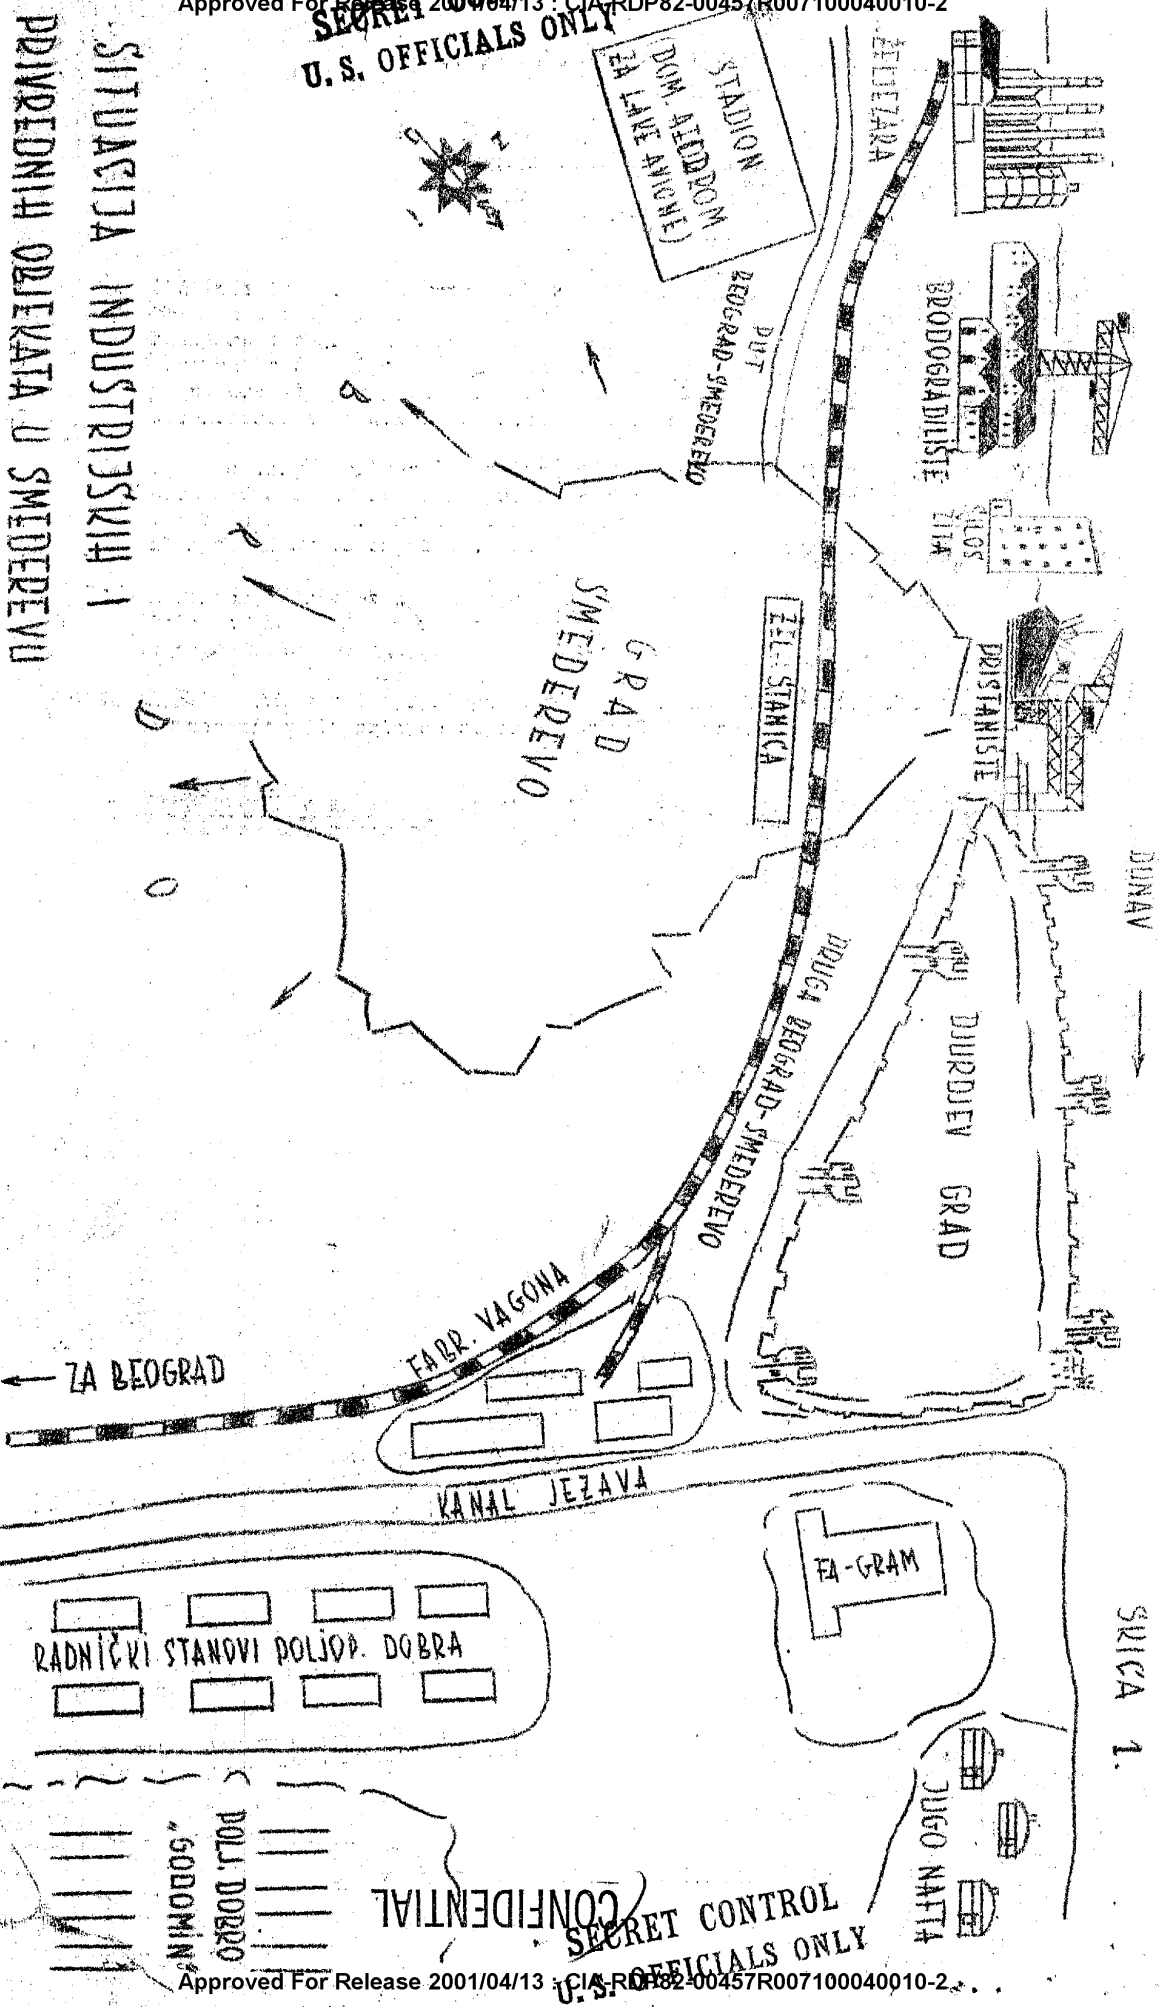 Approved For Release 2001/04/13 : CIA-RDP82-00457R007100040010-2
SECRET
U. S. OFFICIALS ONLY
SITUACIJA INDUSTRIJSKIH I
PRIVREDNIH OBJEKATA U SMEDEREVU
STADION
(DOM. AERODROM
ZA LAKE AVIONE)
ŽELJEZARA
BRODOGRADILIŠTE
SILOS
ŽITA
PRISTANIŠTE
DUNAV
PUT
BEOGRAD-SMEDEREVO
GRAD
SMEDEREVO
ŽEL. STANICA
B
R
D
O
PRUGA BEOGRAD-SMEDEREVO
DJURDJEV GRAD
FABR. VAGONA
ZA BEOGRAD
KANAL JEZAVA
FA-GRAM
RADNIČKI STANOVI POLJOP. DOBRA
POLJ. DOBRO
„GODOMIN"
JUGO NAFTA
SKICA 1.
CONFIDENTIAL
SECRET CONTROL
U. S. OFFICIALS ONLY
Approved For Release 2001/04/13 : CIA-RDP82-00457R007100040010-2